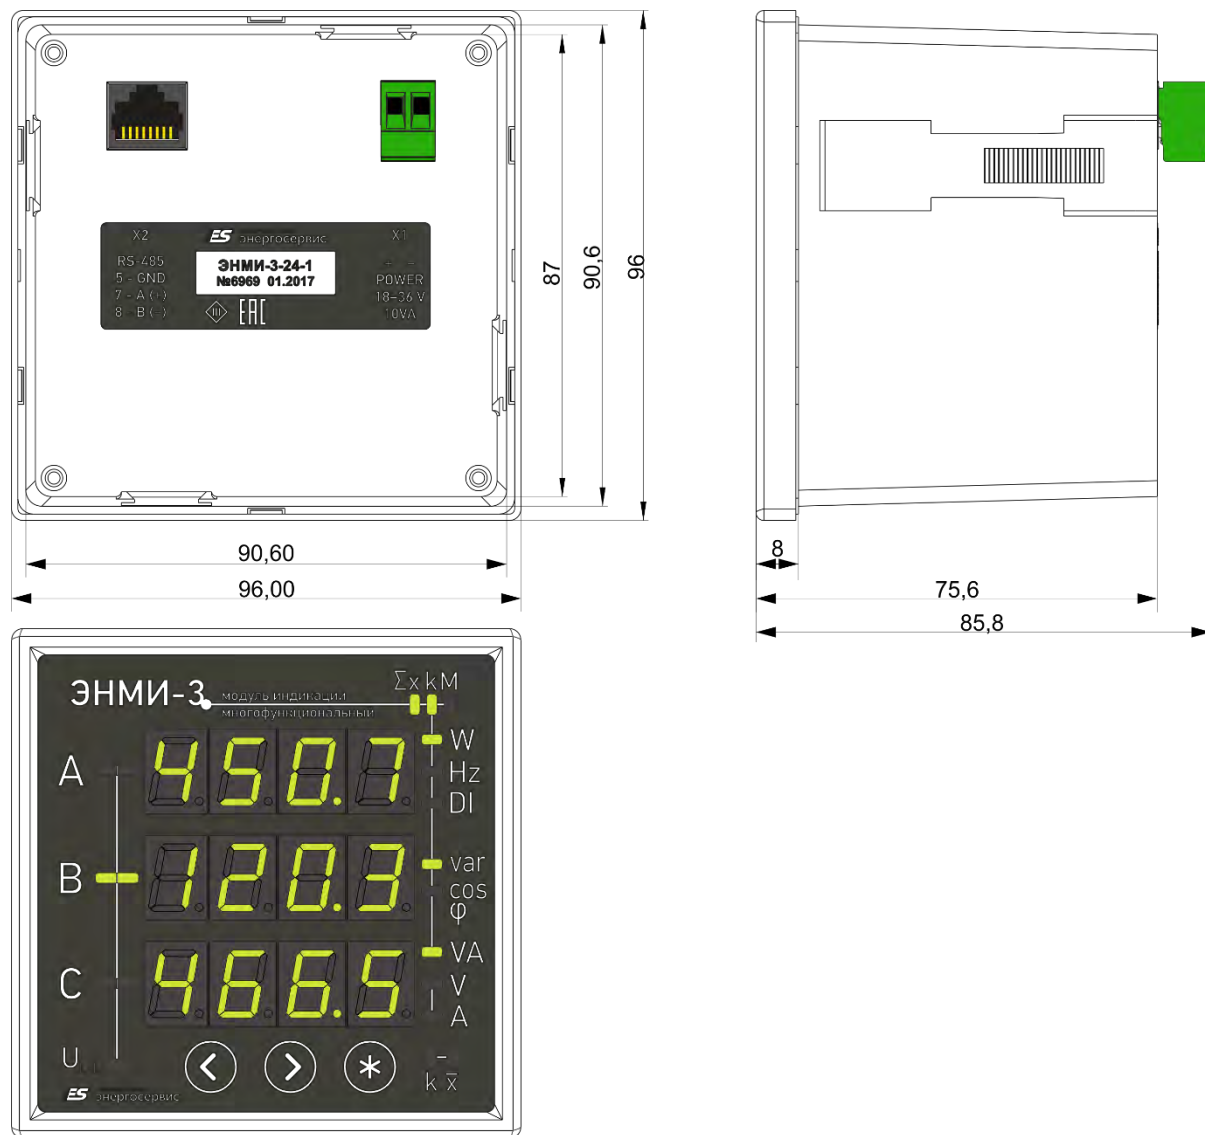 X2
ES энергосервис
X1
RS-485
5 - GND
7 - A (+)
8 - B (-)
ЭНМИ-3-24-1
№6969 01.2017
III
EAC
- -
POWER
18-36 V
10VA
87
90,6
96
90,60
96,00
8
75,6
85,8
ЭНМИ-3
модуль индикации
многофункциональный
Σx k M
A
450.7
W
Hz
DI
B
120.3
var
cos
φ
C
466.5
VA
V
A
U
< > *
k x̅
ES энергосервис